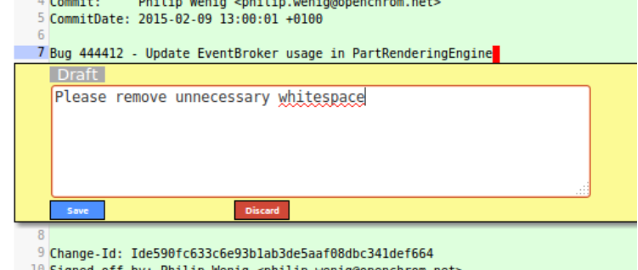 4 Commit: Philip Wenig <philip.wenig@openchrom.net>
5 CommitDate: 2015-02-09 13:00:01 +0100
6
7 Bug 444412 - Update EventBroker usage in PartRenderingEngine
Draft
Please remove unnecessary whitespace
Save Discard
8
9 Change-Id: Ide590fc633c6e93b1ab3de5aaf08dbc341def664
10 Signed-off-by: Philip Wenig <philip.wenig@openchrom.net>